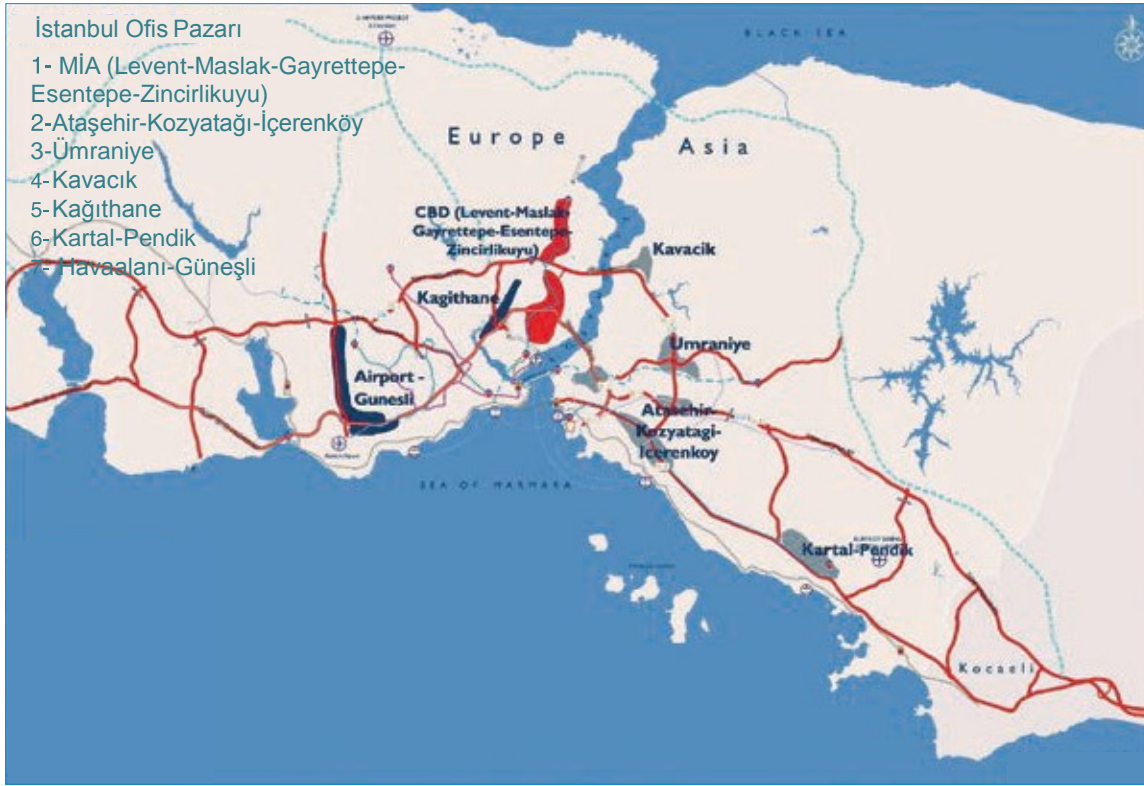 İstanbul Ofis Pazarı
1- MİA (Levent-Maslak-Gayrettepe-
Esentepe-Zincirlikuyu)
2-Ataşehir-Kozyatağı-İçerenköy
3-Ümraniye
4-Kavacık
5-Kağıthane
6-Kartal-Pendik
7- Havaalanı-Güneşli
BLACK SEA
Europe
Asia
CBD (Levent-Maslak-
Gayrettepe-Esentepe-
Zincirlikuyu)
Kavacik
Kagithane
Umraniye
Airport -
Gunesli
Atasehir-
Kozyatagi-
Icerenkoy
SEA OF MARMARA
Kartal-Pendik
Kocaeli